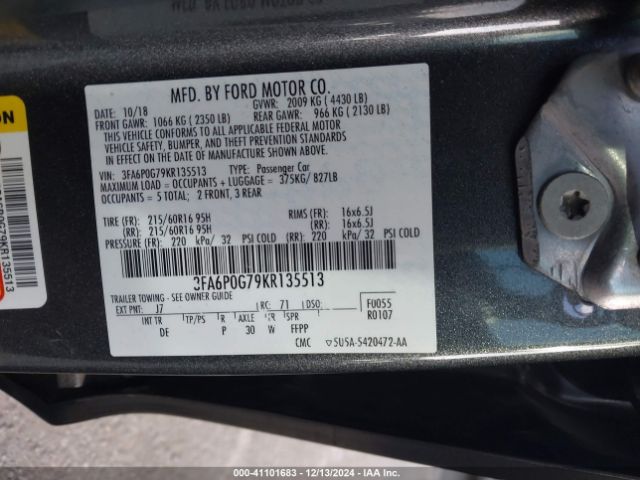 MFD. BY FORD MOTOR CO.
DATE: 10/18 GVWR: 2009 KG ( 4430 LB)
FRONT GAWR: 1066 KG ( 2350 LB) REAR GAWR: 966 KG ( 2130 LB)
THIS VEHICLE CONFORMS TO ALL APPLICABLE FEDERAL MOTOR
VEHICLE SAFETY, BUMPER, AND THEFT PREVENTION STANDARDS
IN EFFECT ON THE DATE OF MANUFACTURE SHOWN ABOVE.
VIN: 3FA6P0G79KR135513 TYPE: Passenger Car
MAXIMUM LOAD = OCCUPANTS + LUGGAGE = 375KG/ 827LB
OCCUPANTS = 5 TOTAL; 2 FRONT, 3 REAR
TIRE (FR): 215/60R16 95H RIMS (FR): 16x6.5J
(RR): 215/60R16 95H (RR): 16x6.5J
PRESSURE (FR): 220 kPa/ 32 PSI COLD (RR): 220 kPa/ 32 PSI COLD
3FA6P0G79KR135513
TRAILER TOWING - SEE OWNER GUIDE
EXT PNT: J7 RC: 71 DSO: F0055
INT TR TP/PS R AXLE TR SPR R0107
DE P 30 W FFPP
CMC ▽5USA-5420472-AA
ON
G79KR135513
000-41101683 - 12/13/2024 - IAA Inc.